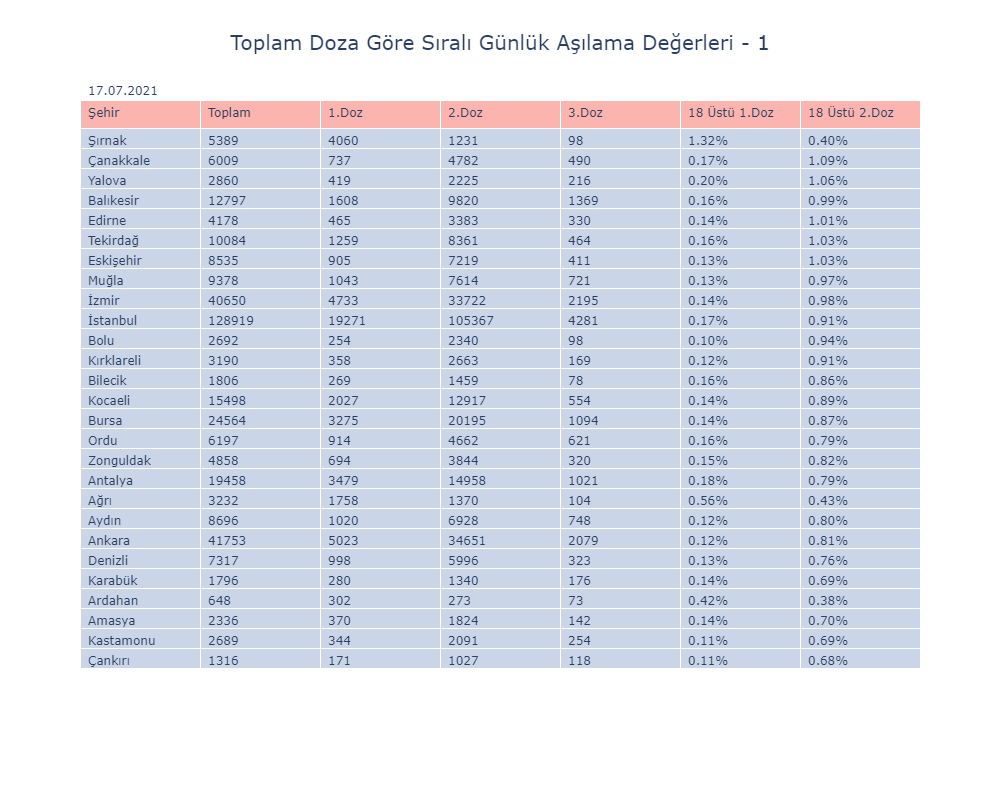 Toplam Doza Göre Sıralı Günlük Aşılama Değerleri - 1
17.07.2021
Şehir Toplam 1.Doz 2.Doz 3.Doz 18 Üstü 1.Doz 18 Üstü 2.Doz
Şırnak 5389 4060 1231 98 1.32% 0.40%
Çanakkale 6009 737 4782 490 0.17% 1.09%
Yalova 2860 419 2225 216 0.20% 1.06%
Balıkesir 12797 1608 9820 1369 0.16% 0.99%
Edirne 4178 465 3383 330 0.14% 1.01%
Tekirdağ 10084 1259 8361 464 0.16% 1.03%
Eskişehir 8535 905 7219 411 0.13% 1.03%
Muğla 9378 1043 7614 721 0.13% 0.97%
İzmir 40650 4733 33722 2195 0.14% 0.98%
İstanbul 128919 19271 105367 4281 0.17% 0.91%
Bolu 2692 254 2340 98 0.10% 0.94%
Kırklareli 3190 358 2663 169 0.12% 0.91%
Bilecik 1806 269 1459 78 0.16% 0.86%
Kocaeli 15498 2027 12917 554 0.14% 0.89%
Bursa 24564 3275 20195 1094 0.14% 0.87%
Ordu 6197 914 4662 621 0.16% 0.79%
Zonguldak 4858 694 3844 320 0.15% 0.82%
Antalya 19458 3479 14958 1021 0.18% 0.79%
Ağrı 3232 1758 1370 104 0.56% 0.43%
Aydın 8696 1020 6928 748 0.12% 0.80%
Ankara 41753 5023 34651 2079 0.12% 0.81%
Denizli 7317 998 5996 323 0.13% 0.76%
Karabük 1796 280 1340 176 0.14% 0.69%
Ardahan 648 302 273 73 0.42% 0.38%
Amasya 2336 370 1824 142 0.14% 0.70%
Kastamonu 2689 344 2091 254 0.11% 0.69%
Çankırı 1316 171 1027 118 0.11% 0.68%